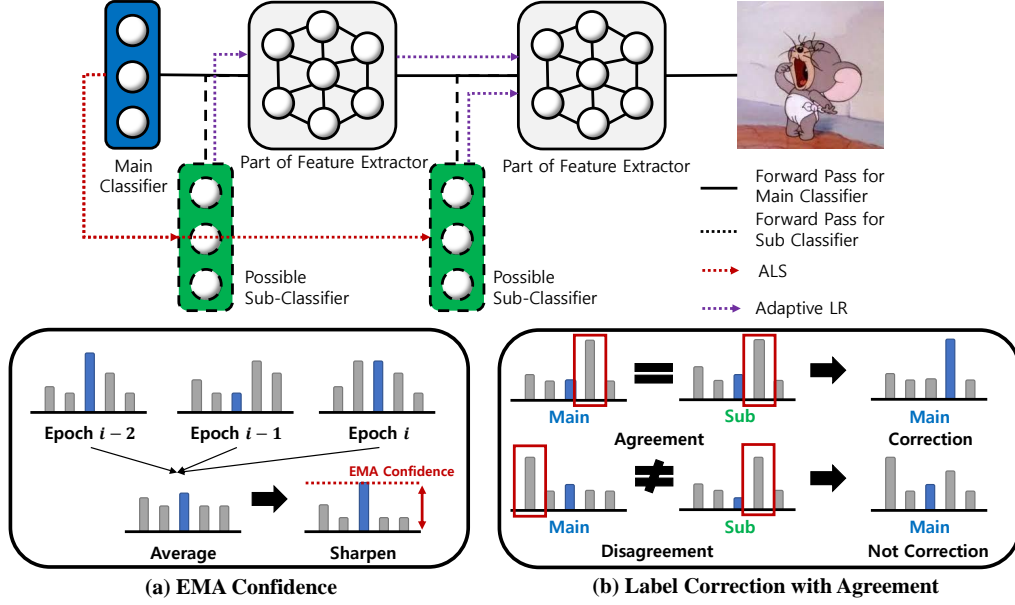 Main
Classifier
Part of Feature Extractor
Part of Feature Extractor
Possible
Sub-Classifier
Possible
Sub-Classifier
Forward Pass for
Main Classifier
Forward Pass for
Sub Classifier
ALS
Adaptive LR
Epoch i − 2
Epoch i − 1
Epoch i
EMA Confidence
Average
Sharpen
(a) EMA Confidence
Main
Sub
Main
Agreement
Correction
Main
Sub
Main
Disagreement
Not Correction
(b) Label Correction with Agreement